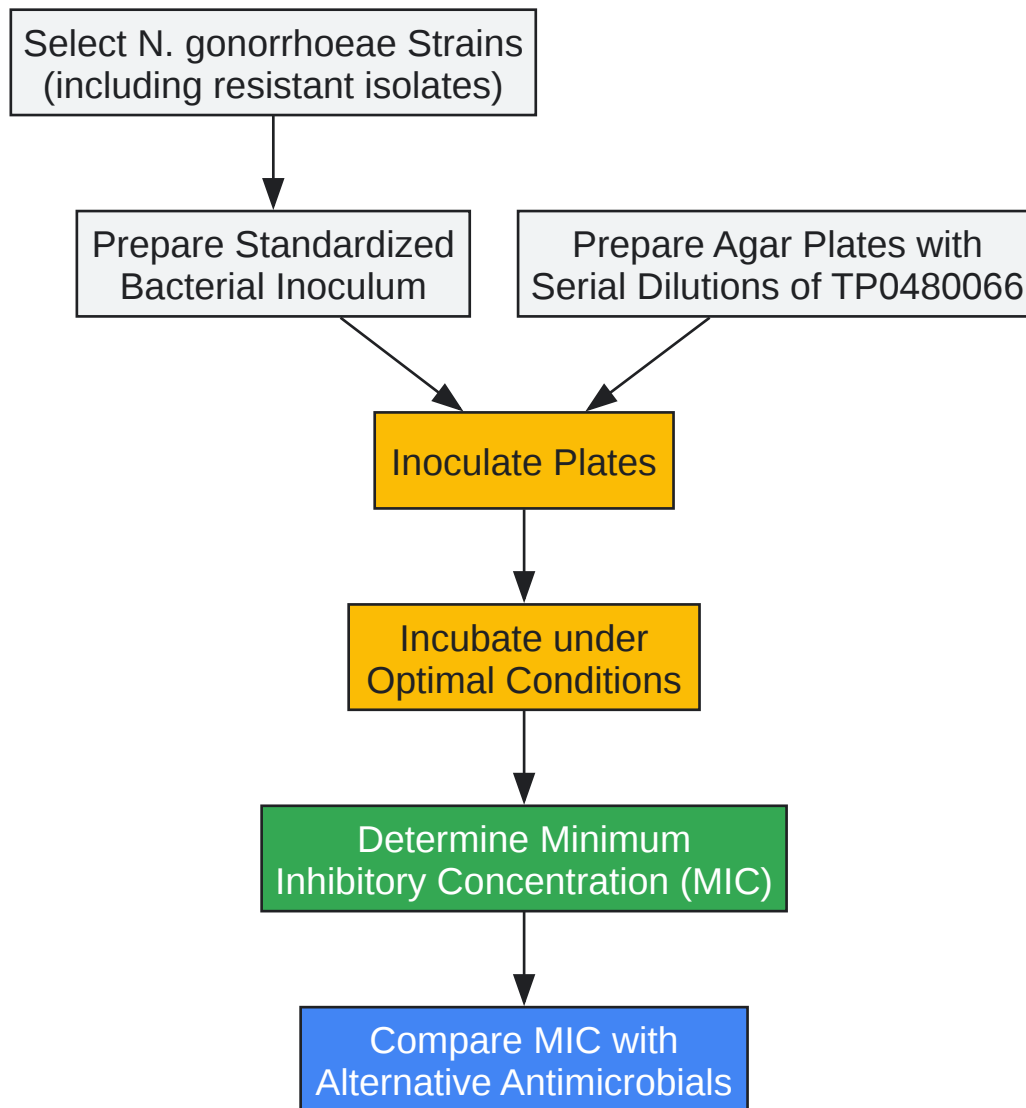 Select N. gonorrhoeae Strains
(including resistant isolates)
Prepare Standardized
Bacterial Inoculum
Prepare Agar Plates with
Serial Dilutions of TP0480066
Inoculate Plates
Incubate under
Optimal Conditions
Determine Minimum
Inhibitory Concentration (MIC)
Compare MIC with
Alternative Antimicrobials